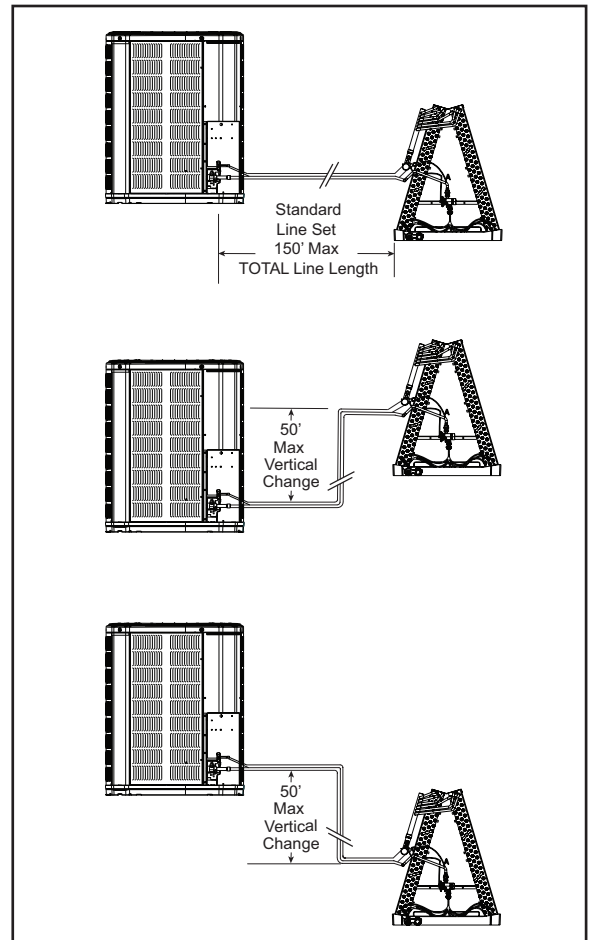 Standard
Line Set
150' Max
TOTAL Line Length
50'
Max
Vertical
Change
50'
Max
Vertical
Change